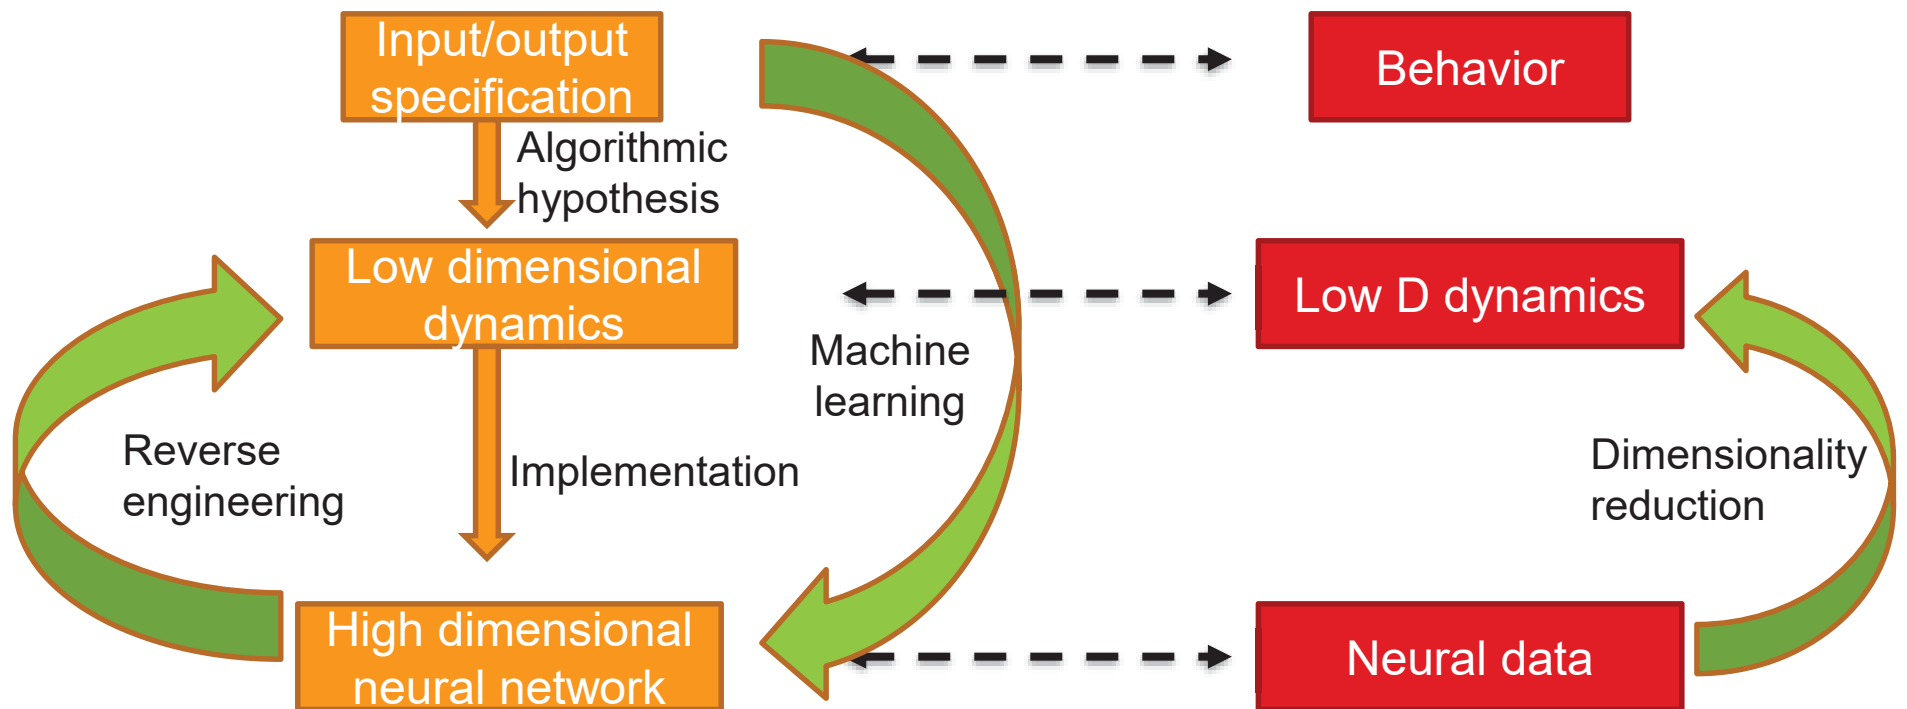 Input/output
specification
Behavior
Algorithmic
hypothesis
Low dimensional
dynamics
Low D dynamics
Machine
learning
Reverse
engineering
Implementation
Dimensionality
reduction
High dimensional
neural network
Neural data